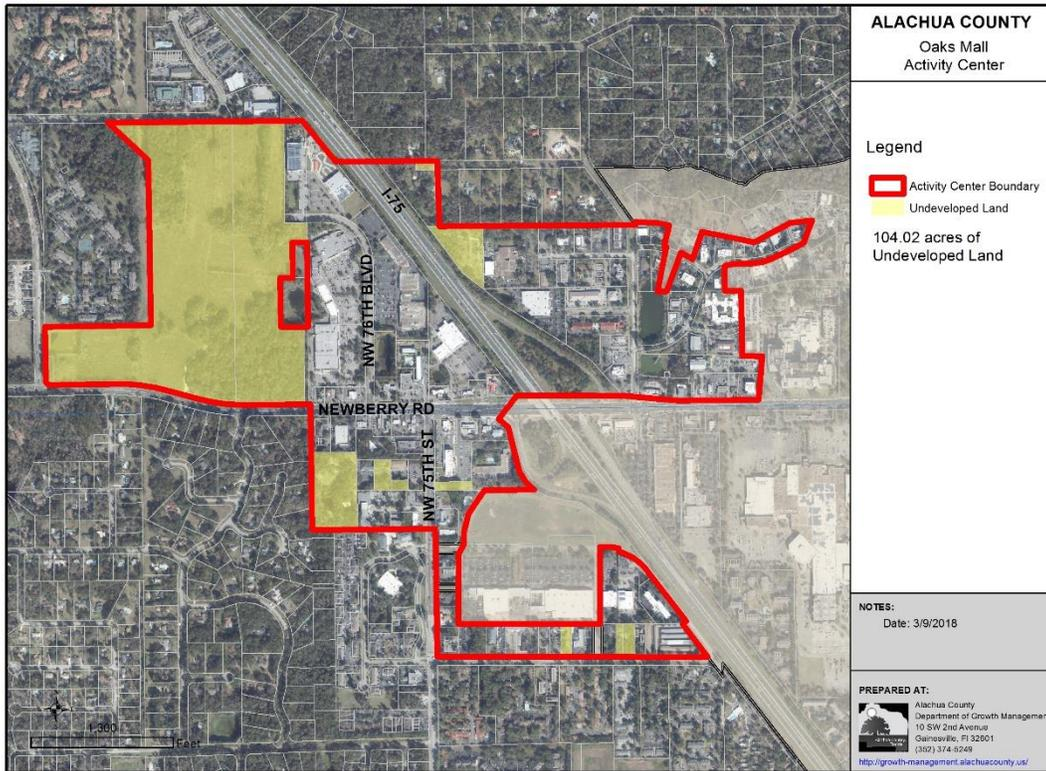 ALACHUA COUNTY
Oaks Mall
Activity Center
Legend
Activity Center Boundary
Undeveloped Land
104.02 acres of
Undeveloped Land
I-75
NW 76TH BLVD
NEWBERRY RD
NW 75TH ST
Feet
NOTES:
Date: 3/9/2018
PREPARED AT:
Alachua County
Department of Growth Management
10 SW 2nd Avenue
Gainesville, Fl 32601
(352) 374-5249
http://growth-management.alachuacounty.us/